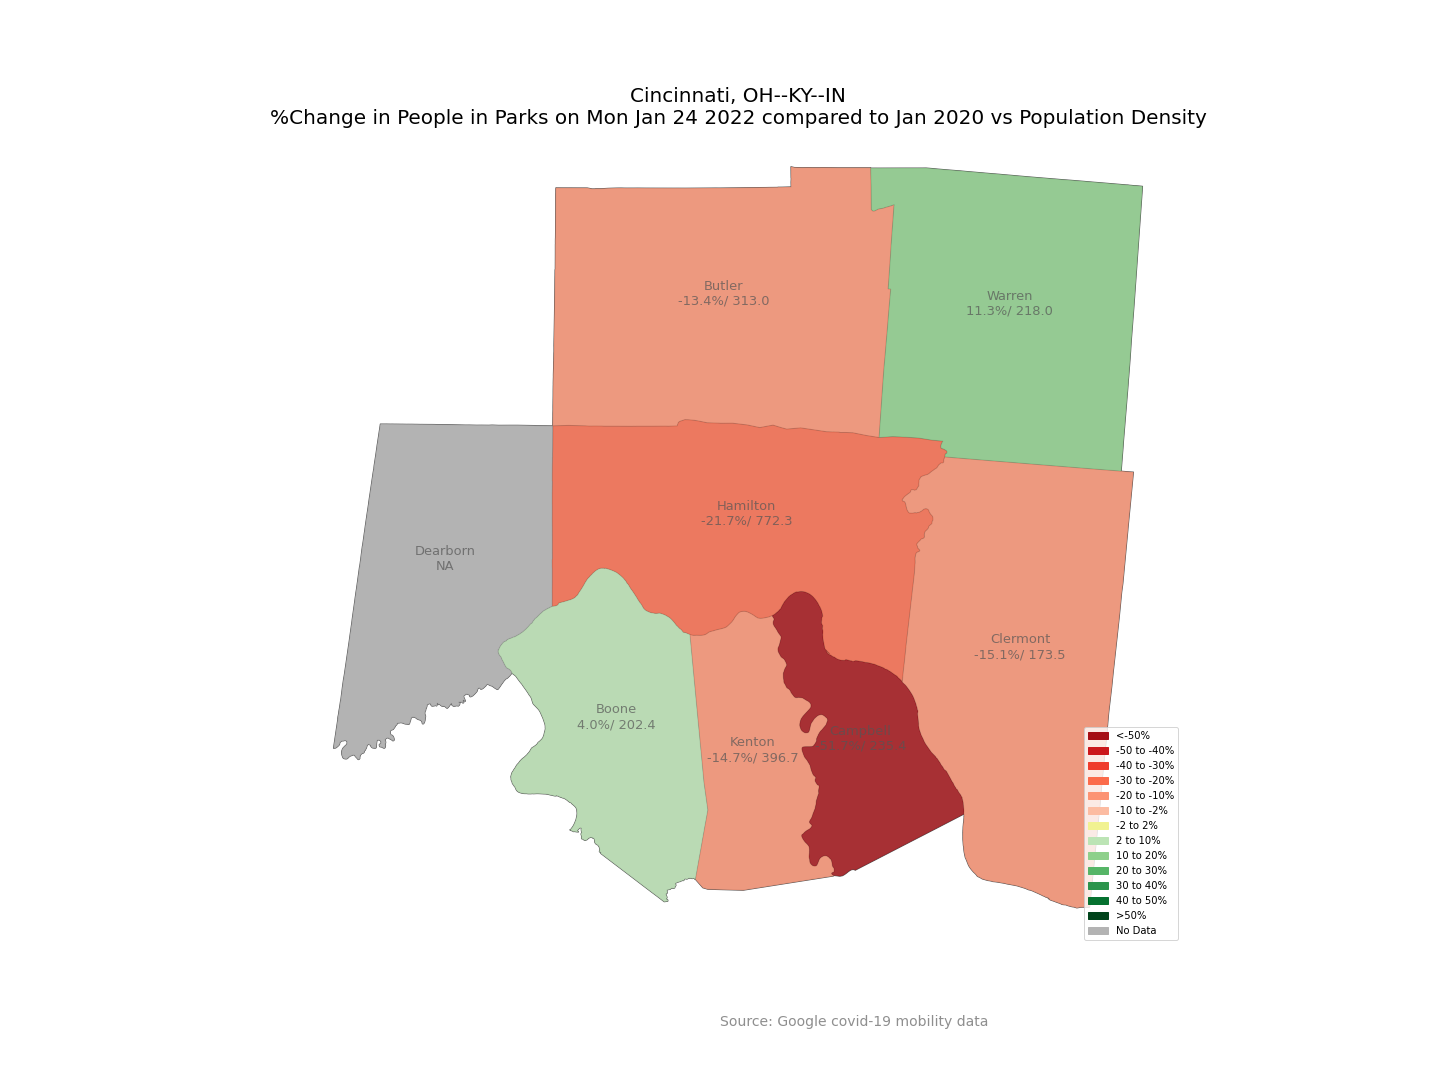 Cincinnati, OH--KY--IN
%Change in People in Parks on Mon Jan 24 2022 compared to Jan 2020 vs Population Density
Butler
-13.4%/ 313.0
Warren
11.3%/ 218.0
Hamilton
-21.7%/ 772.3
Dearborn
NA
Clermont
-15.1%/ 173.5
Boone
4.0%/ 202.4
Kenton
-14.7%/ 396.7
Campbell
<-50%
-50 to -40%
-40 to -30%
-30 to -20%
-20 to -10%
-10 to -2%
-2 to 2%
2 to 10%
10 to 20%
20 to 30%
30 to 40%
40 to 50%
>50%
No Data
Source: Google covid-19 mobility data